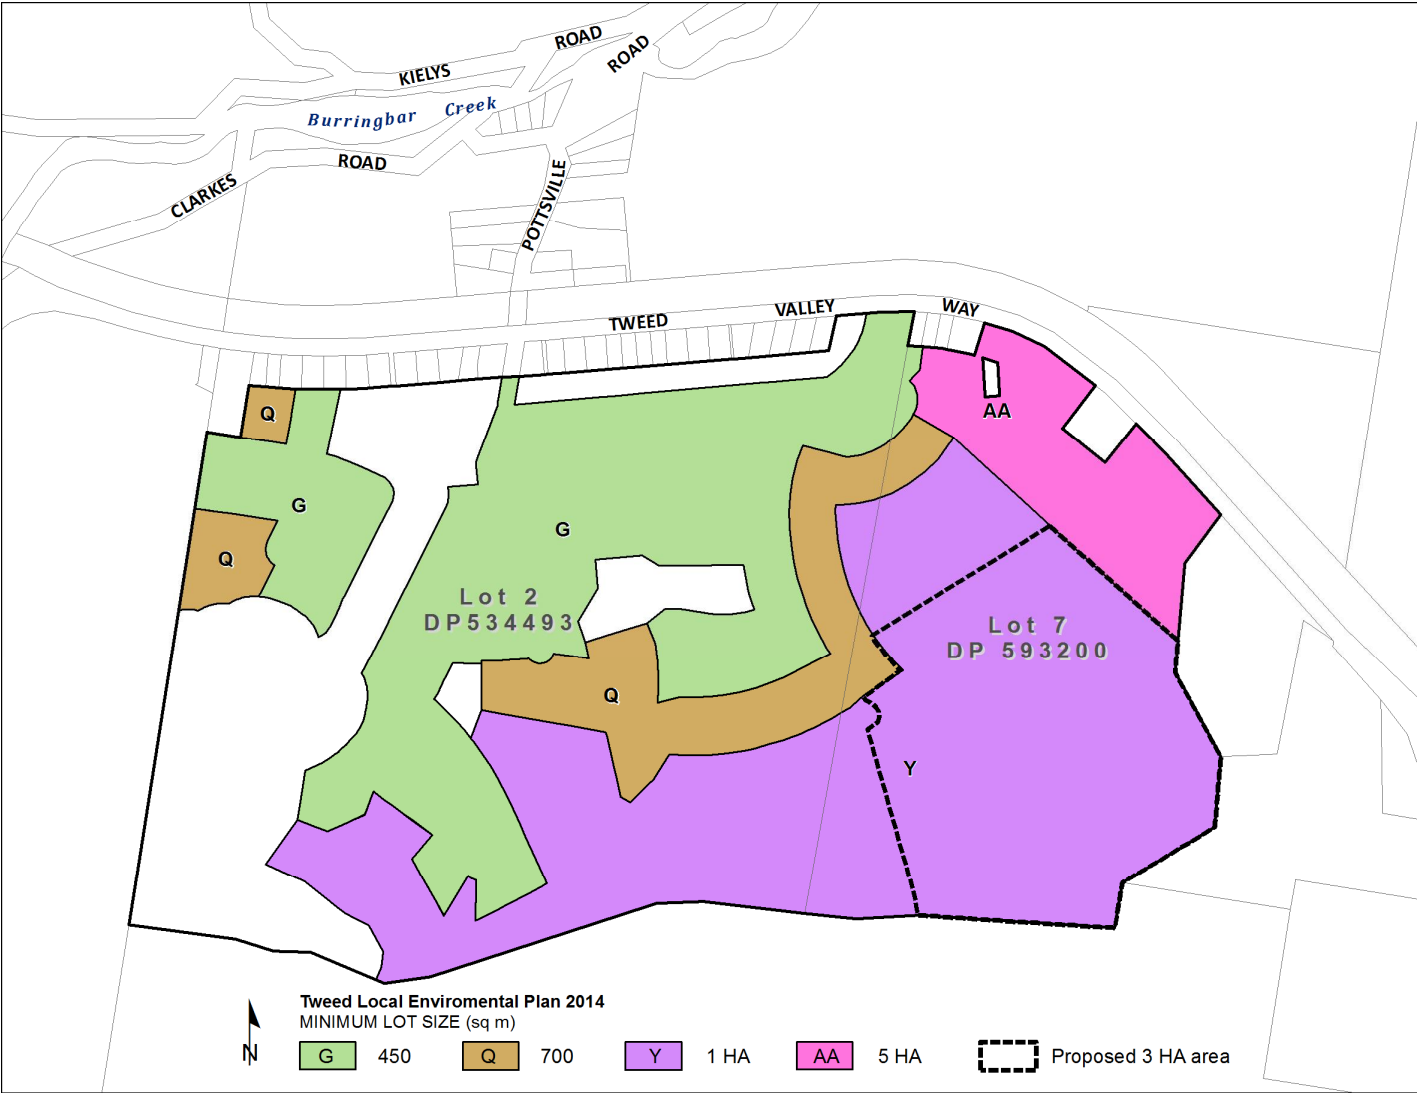 ROAD
ROAD
KIELYS
Burringbar Creek
ROAD
CLARKES
POTTSVILLE
TWEED VALLEY WAY
Q
AA
G
G
Q
Lot 2
DP534493
Lot 7
DP 593200
Q
Y
Tweed Local Enviromental Plan 2014
MINIMUM LOT SIZE (sq m)
N
G 450 Q 700 Y 1 HA AA 5 HA Proposed 3 HA area